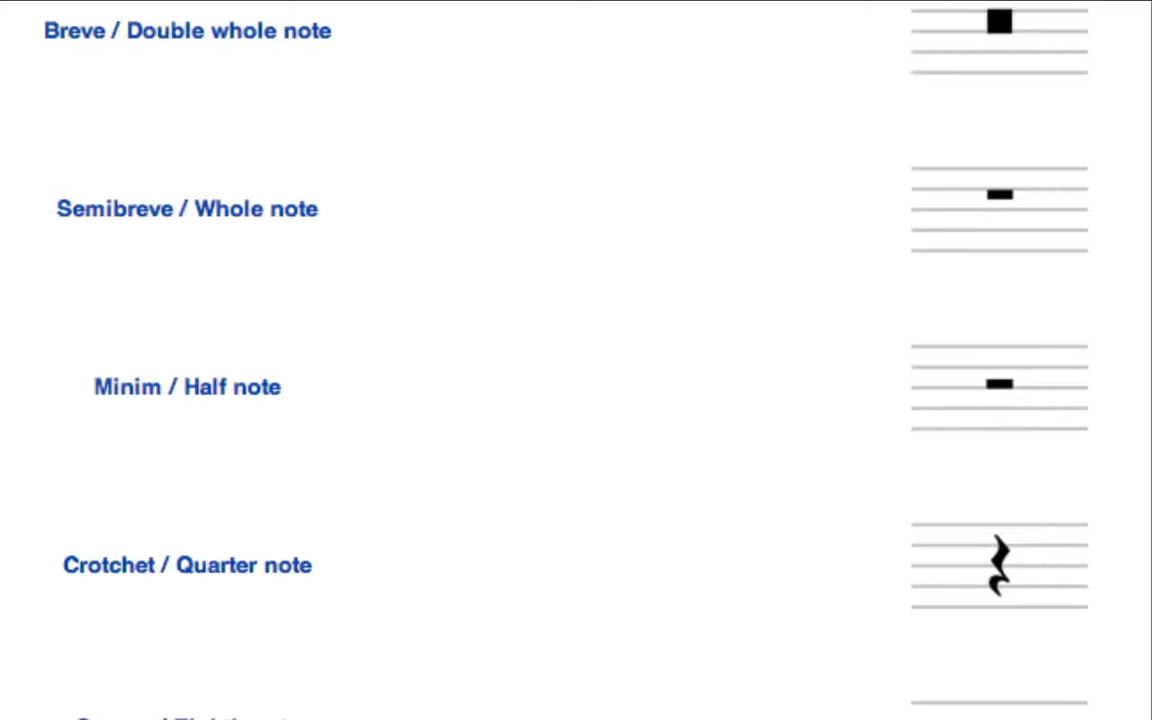 Breve / Double whole note
Semibreve / Whole note
Minim / Half note
Crotchet / Quarter note